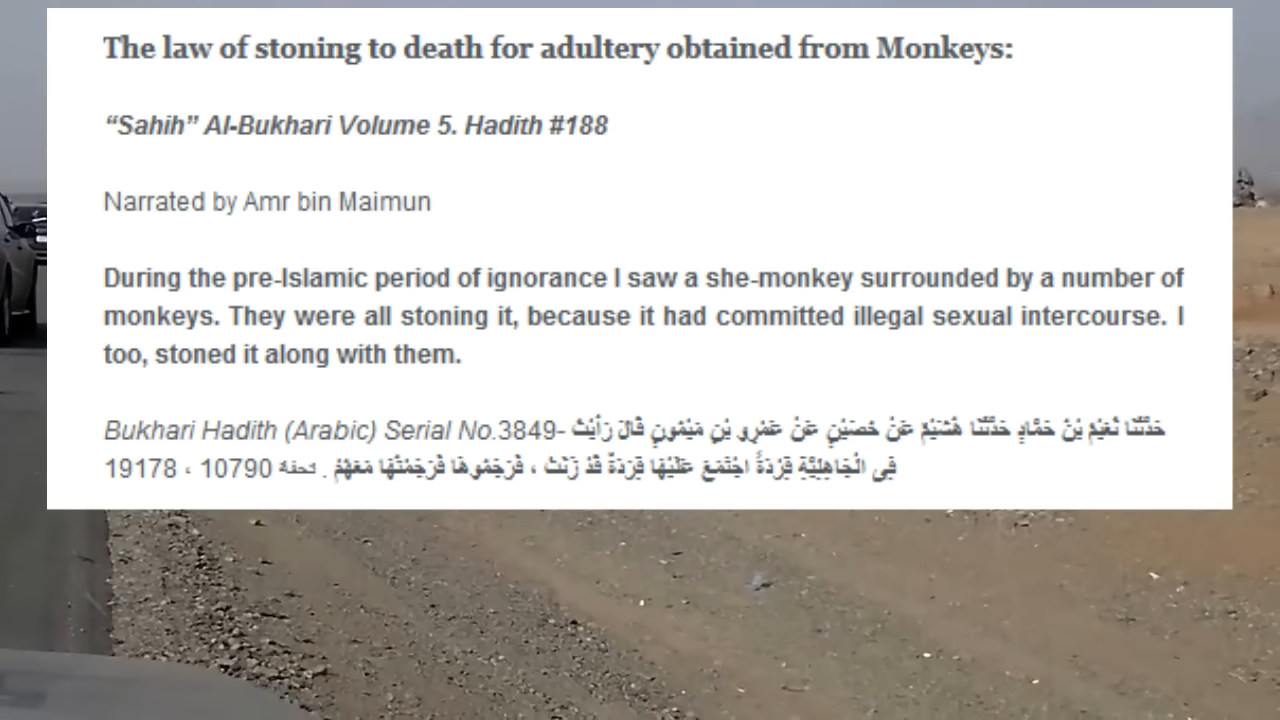 The law of stoning to death for adultery obtained from Monkeys:
“Sahih” Al-Bukhari Volume 5. Hadith #188
Narrated by Amr bin Maimun
During the pre-Islamic period of ignorance I saw a she-monkey surrounded by a number of
monkeys. They were all stoning it, because it had committed illegal sexual intercourse. I
too, stoned it along with them.
Bukhari Hadith (Arabic) Serial No.3849- حَدَّثَنَا نُعَيْمُ بْنُ حَمَّادٍ حَدَّثَنَا هُشَيْمٌ عَنْ حُصَيْنٍ عَنْ عَمْرِو بْنِ مَيْمُونٍ قَالَ رَأَيْتُ
فِى الْجَاهِلِيَّةِ قِرْدَةً اجْتَمَعَ عَلَيْهَا قِرَدَةٌ قَدْ زَنَتْ ، فَرَجَمُوهَا فَرَجَمْتُهَا مَعَهُمْ . تحفة 10790 ، 19178